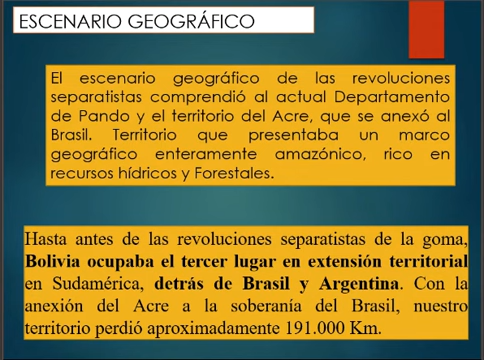 ESCENARIO GEOGRÁFICO
El escenario geográfico de las revoluciones
separatistas comprendió al actual Departamento
de Pando y el territorio del Acre, que se anexó al
Brasil. Territorio que presentaba un marco
geográfico enteramente amazónico, rico en
recursos hídricos y Forestales.
Hasta antes de las revoluciones separatistas de la goma,
Bolivia ocupaba el tercer lugar en extensión territorial
en Sudamérica, detrás de Brasil y Argentina. Con la
anexión del Acre a la soberanía del Brasil, nuestro
territorio perdió aproximadamente 191.000 Km.